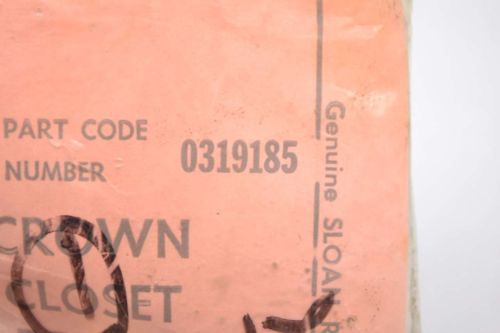 PART CODE
NUMBER
0319185
CROWN
CLOSET
Genuine SLOAN